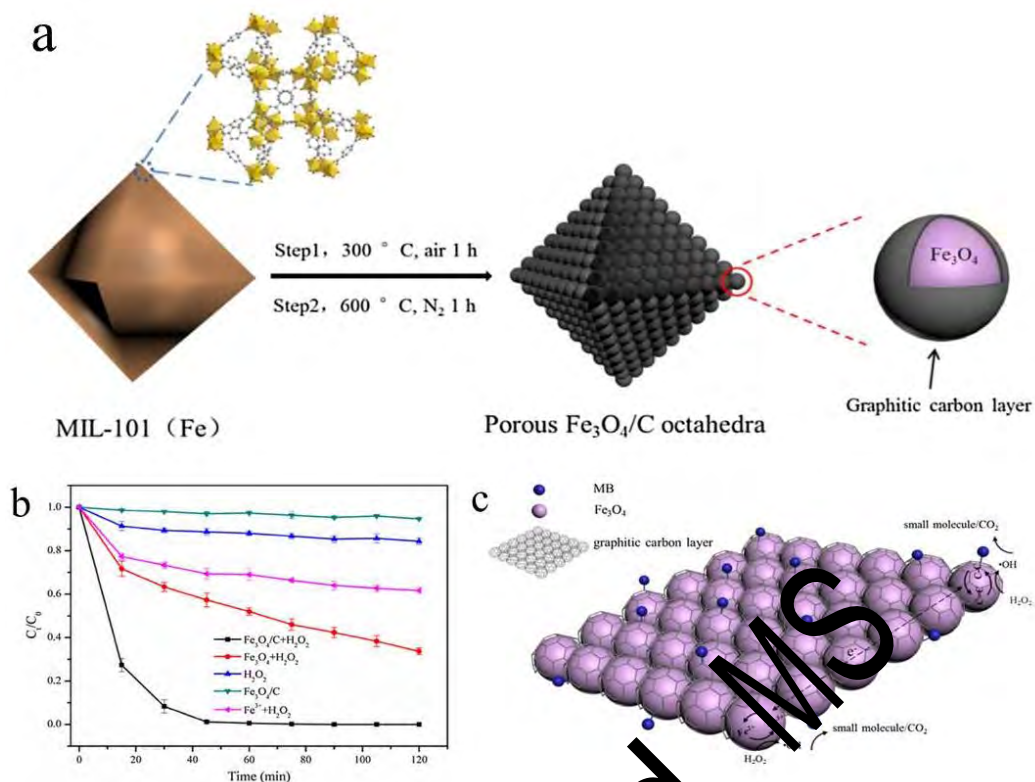 a
Step1, 300 ° C, air 1 h
Step2, 600 ° C, N₂ 1 h
Fe₃O₄
Graphitic carbon layer
MIL-101 (Fe)
Porous Fe₃O₄/C octahedra
b
Cₜ/C₀
1.0
0.8
0.6
0.4
0.2
0.0
Fe₃O₄/C+H₂O₂
Fe₃O₄+H₂O₂
H₂O₂
Fe₃O₄/C
Fe³⁺+H₂O₂
0 20 40 60 80 100 120
Time (min)
c
MB
Fe₃O₄
graphitic carbon layer
small molecule/CO₂
·OH
H₂O₂
e⁻
small molecule/CO₂
H₂O₂
d MS